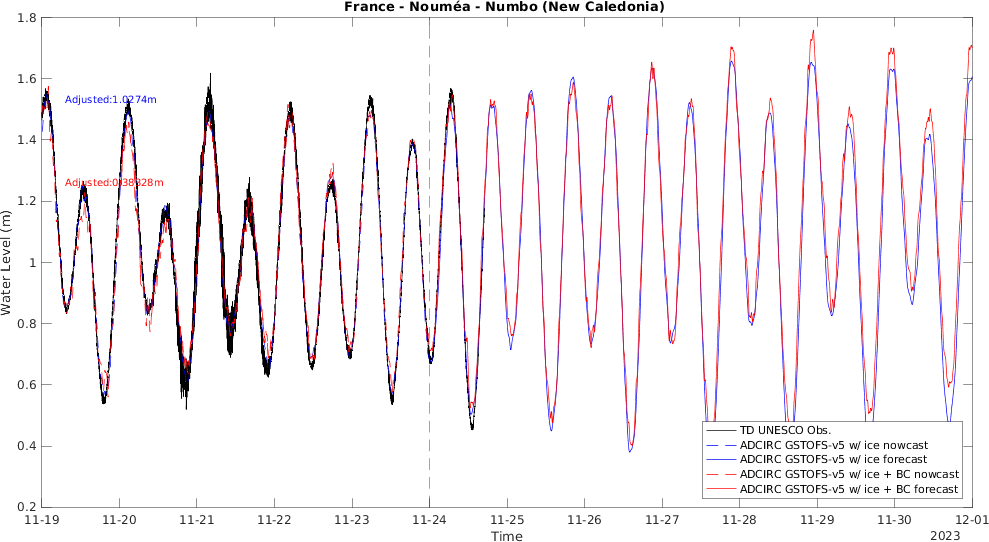 France - Nouméa - Numbo (New Caledonia)
1.8
1.6
1.4
1.2
1
0.8
0.6
0.4
0.2
Water Level (m)
Adjusted:1.0274m
Adjusted:0.38328m
TD UNESCO Obs.
ADCIRC GSTOFS-v5 w/ ice nowcast
ADCIRC GSTOFS-v5 w/ ice forecast
ADCIRC GSTOFS-v5 w/ ice + BC nowcast
ADCIRC GSTOFS-v5 w/ ice + BC forecast
11-19 11-20 11-21 11-22 11-23 11-24 11-25 11-26 11-27 11-28 11-29 11-30 12-01
Time
2023